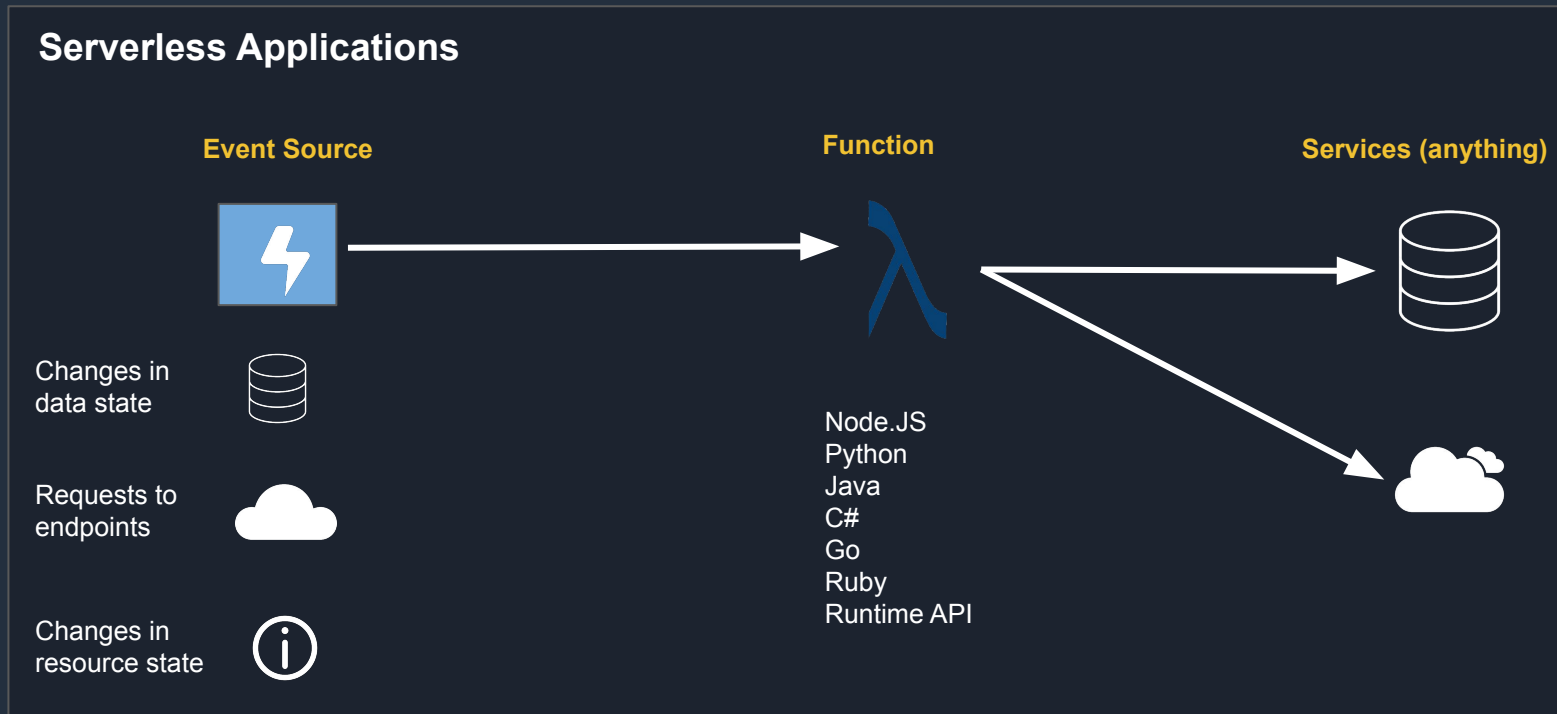 Serverless Applications
Event Source
Function
Services (anything)
Changes in
data state
Requests to
endpoints
Changes in
resource state
Node.JS
Python
Java
C#
Go
Ruby
Runtime API